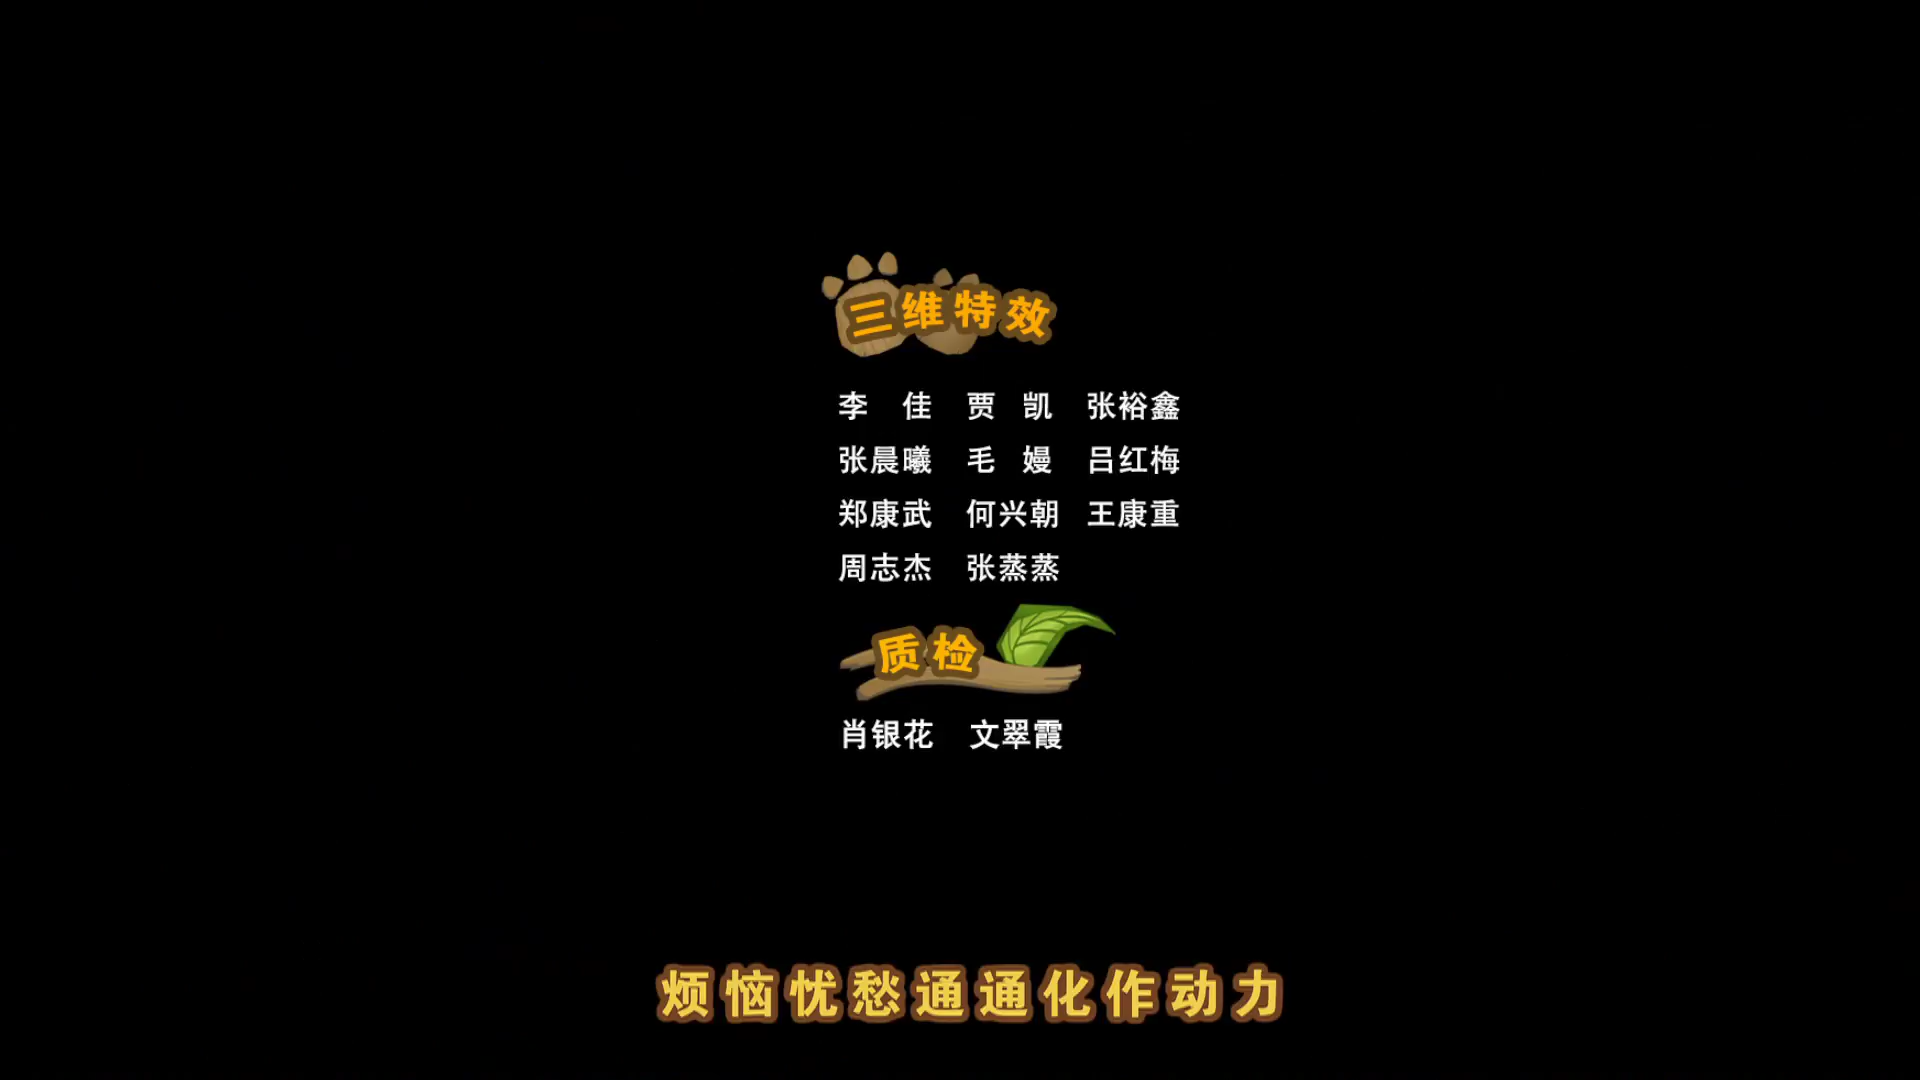 三维特效
李 佳 贾 凯 张裕鑫
张晨曦 毛 嫚 吕红梅
郑康武 何兴朝 王康重
周志杰 张蒸蒸
质检
肖银花 文翠霞
烦恼忧愁通通化作动力